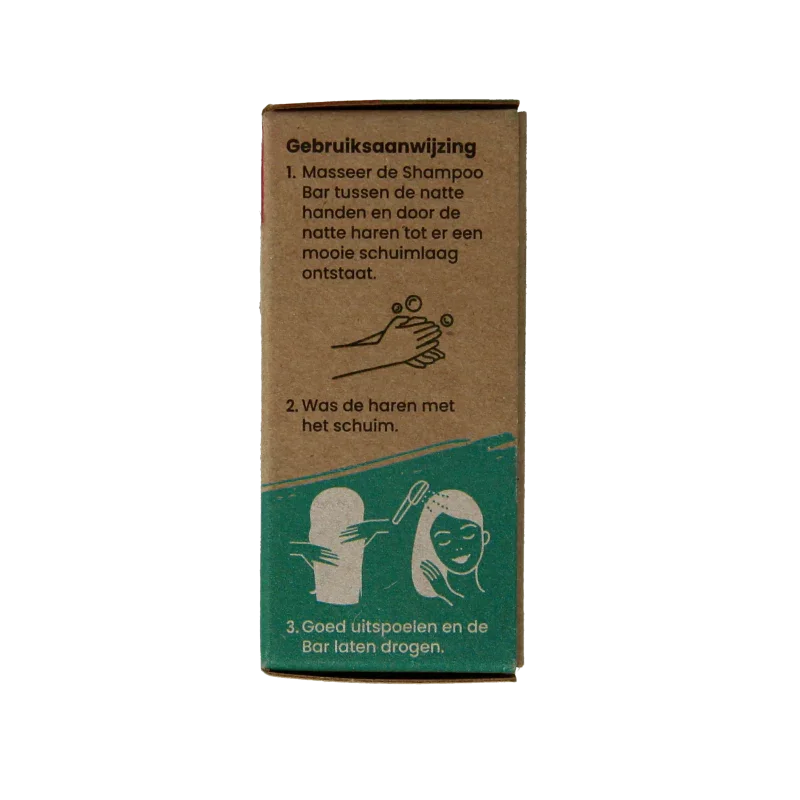 Gebruiksaanwijzing
1. Masseer de Shampoo
Bar tussen de natte
handen en door de
natte haren tot er een
mooie schuimlaag
ontstaat.
2. Was de haren met
het schuim.
3. Goed uitspoelen en de
Bar laten drogen.